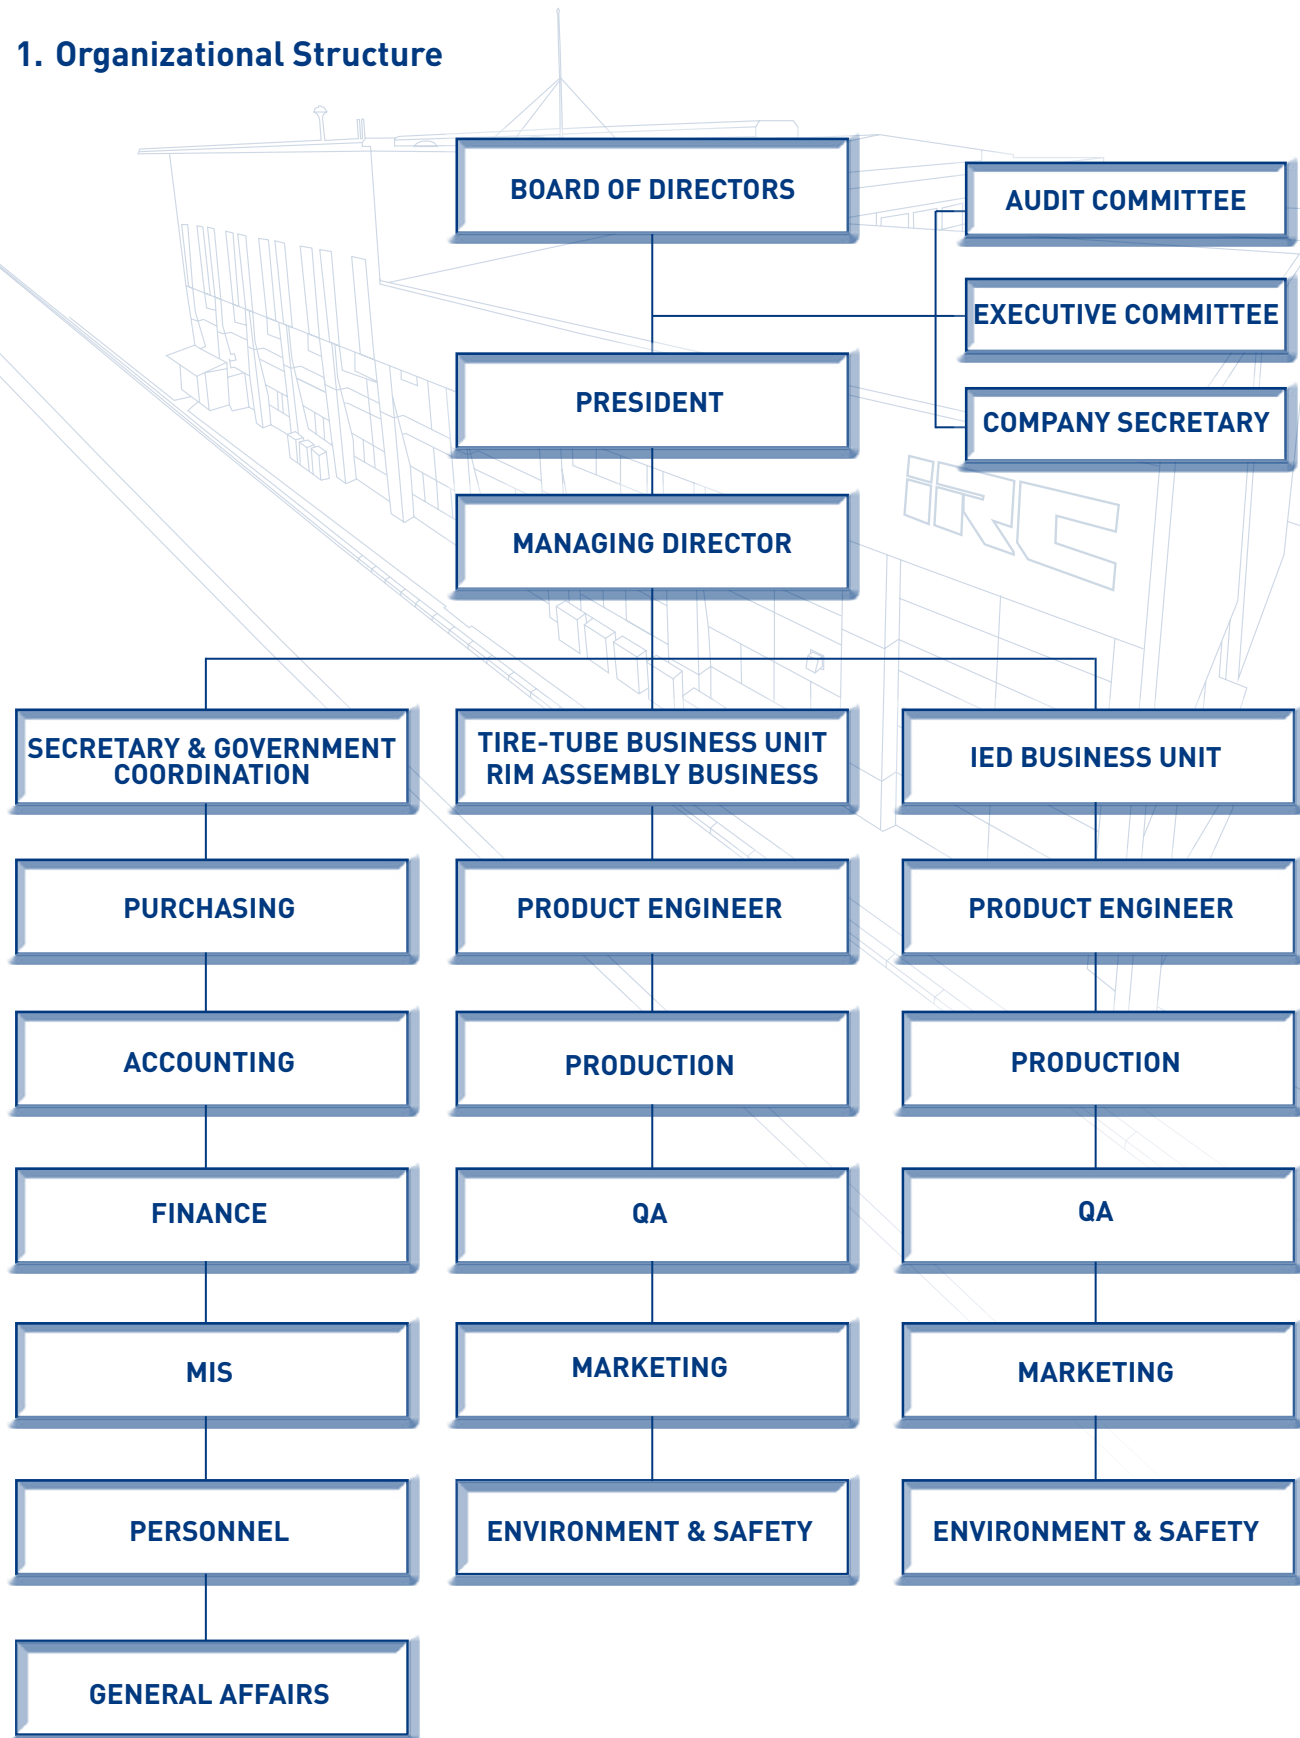 1. Organizational Structure
BOARD OF DIRECTORS
AUDIT COMMITTEE
EXECUTIVE COMMITTEE
PRESIDENT
COMPANY SECRETARY
iRC
MANAGING DIRECTOR
SECRETARY & GOVERNMENT
COORDINATION
TIRE-TUBE BUSINESS UNIT
RIM ASSEMBLY BUSINESS
IED BUSINESS UNIT
PURCHASING
PRODUCT ENGINEER
PRODUCT ENGINEER
ACCOUNTING
PRODUCTION
PRODUCTION
FINANCE
QA
QA
MIS
MARKETING
MARKETING
PERSONNEL
ENVIRONMENT & SAFETY
ENVIRONMENT & SAFETY
GENERAL AFFAIRS